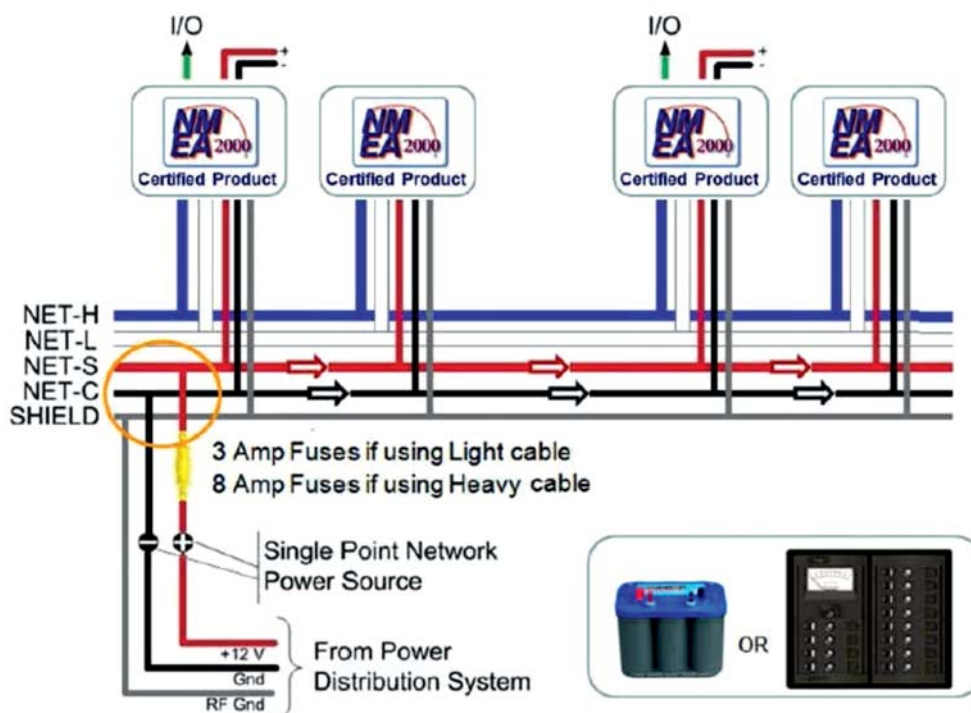 I/O
+
-
I/O
+
-
NM
EA 2000
Certified Product
NM
EA 2000
Certified Product
NM
EA 2000
Certified Product
NM
EA 2000
Certified Product
NET-H
NET-L
NET-S
NET-C
SHIELD
3 Amp Fuses if using Light cable
8 Amp Fuses if using Heavy cable
Single Point Network
Power Source
+12 V
Gnd
RF Gnd
From Power
Distribution System
OR